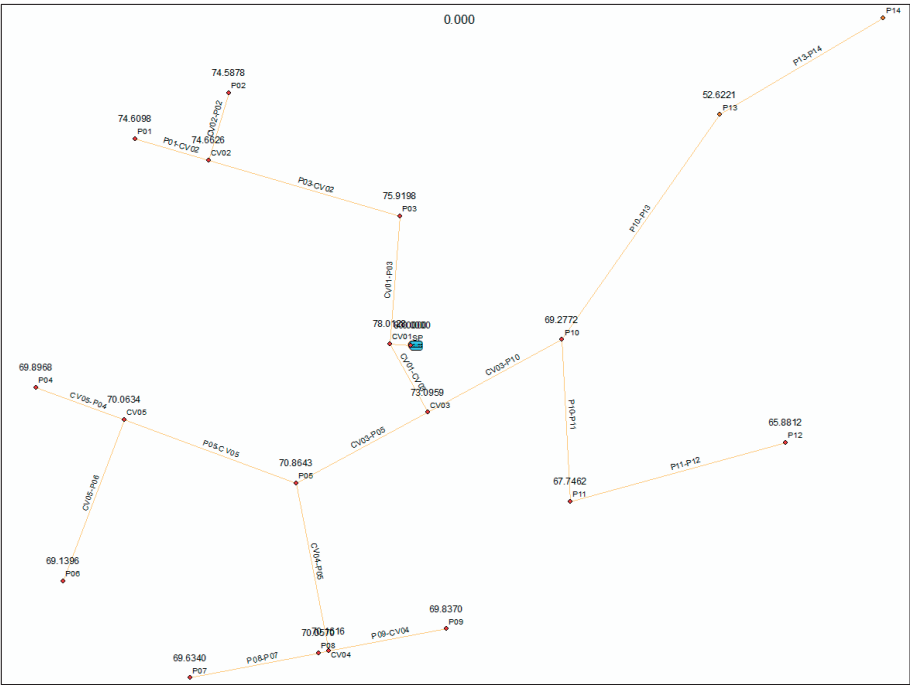 P14
0.000
P13-P14
74.5878
P02
52.6221
P13
CV02-P02
74.6098
P01
P01-CV02
74.6626
CV02
P03-CV02
75.9198
P03
P10-P13
CV01-P03
69.2772
P10
CV01
SP
CV03-P10
69.8968
P04
CV05-P04
70.0634
CV05
73.0959
CV03
P10-P11
65.8812
P12
CV03-P05
P05-CV05
70.8643
P05
P11-P12
67.7462
P11
CV05-P06
69.1396
P06
CV04-P05
69.8370
P09
P09-CV04
P08
CV04
69.6340
P07
P08-P07